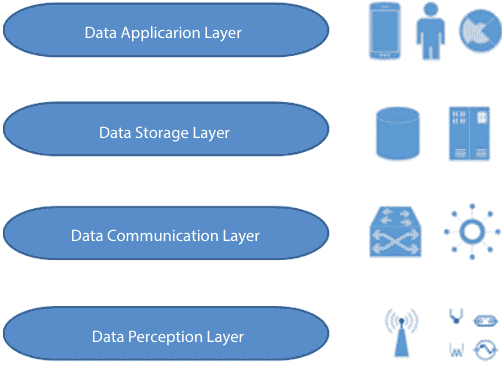 Data Applicarion Layer
Data Storage Layer
Data Communication Layer
Data Perception Layer